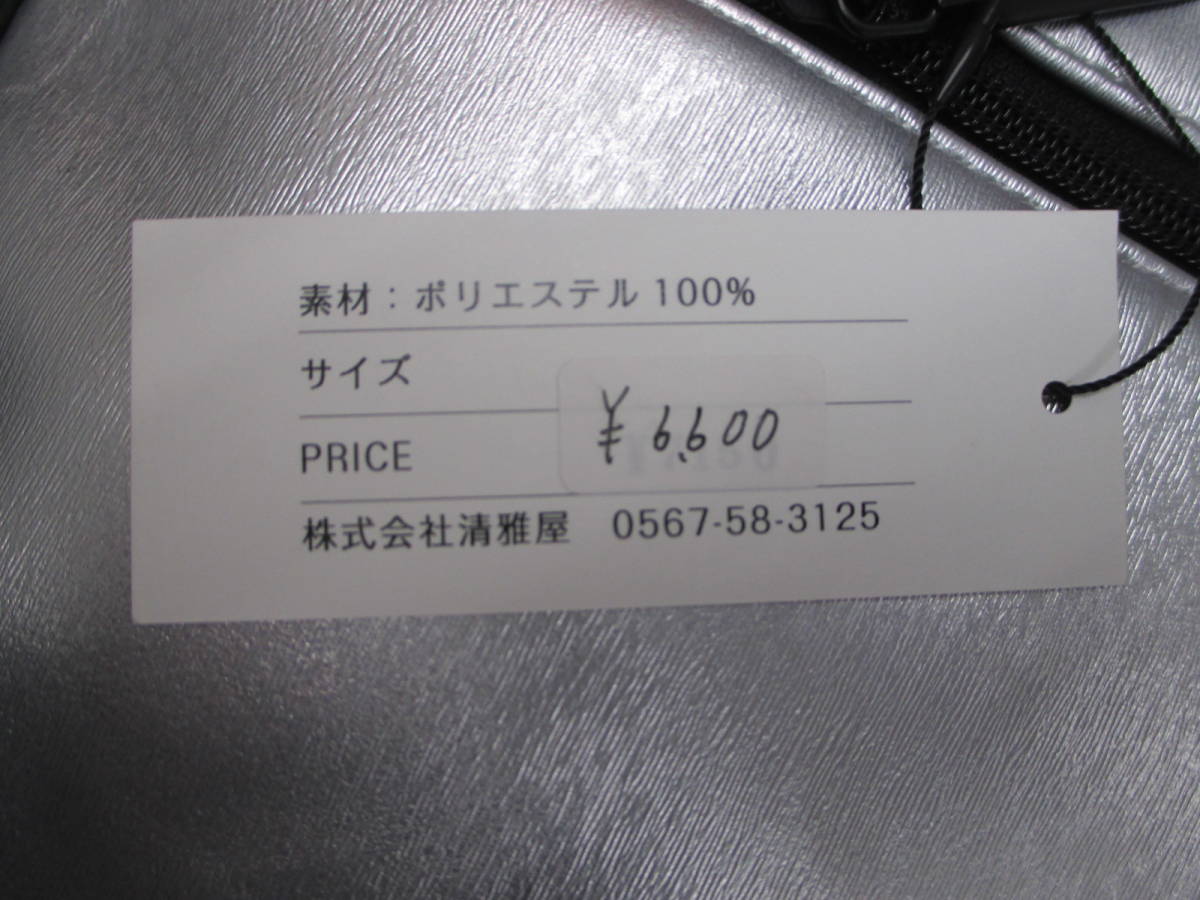 素材：ポリエステル 100%
サイズ
PRICE ¥6,600
株式会社清雅屋 0567-58-3125